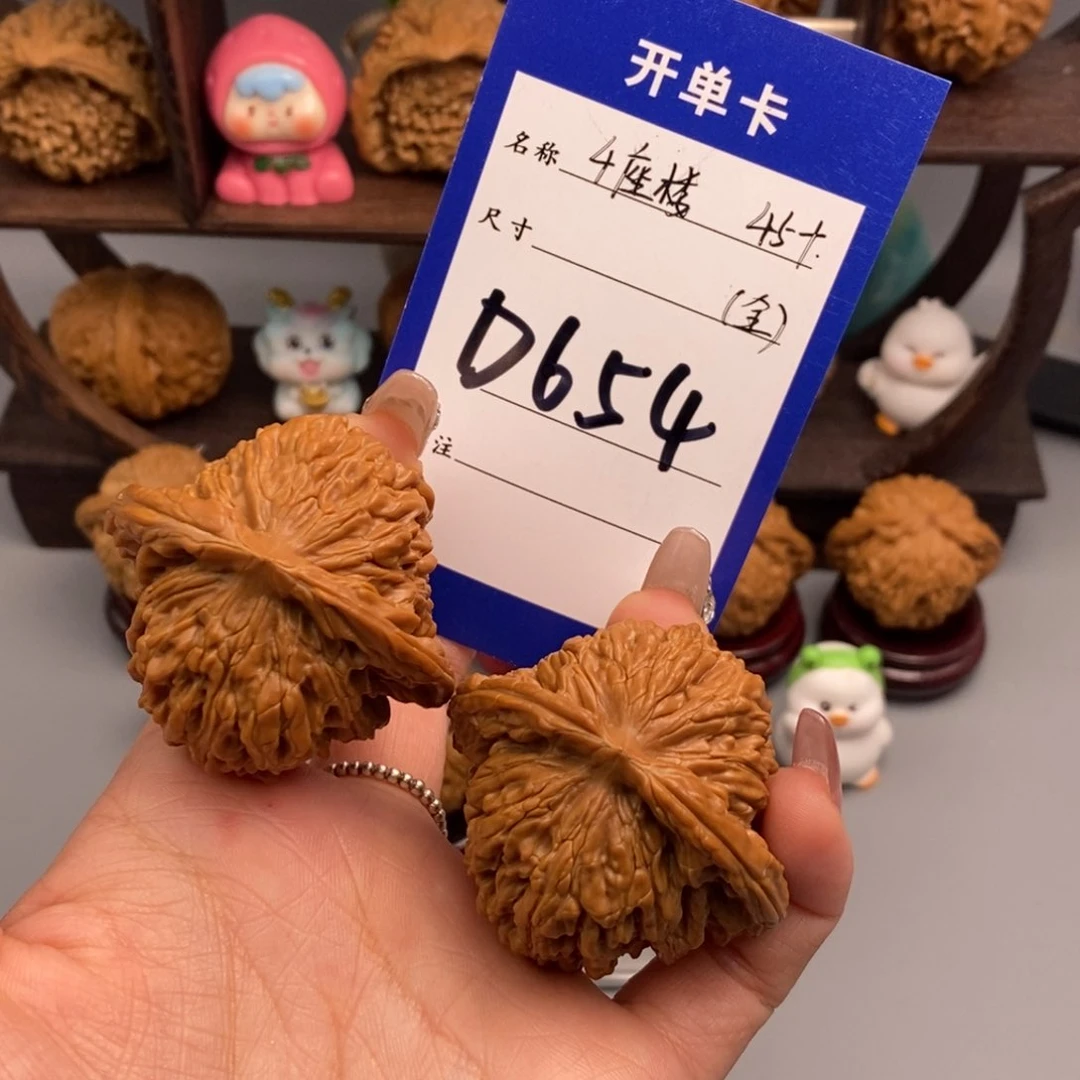 开单卡
名称 4座楼 45+.
尺寸
(全)
D654
注